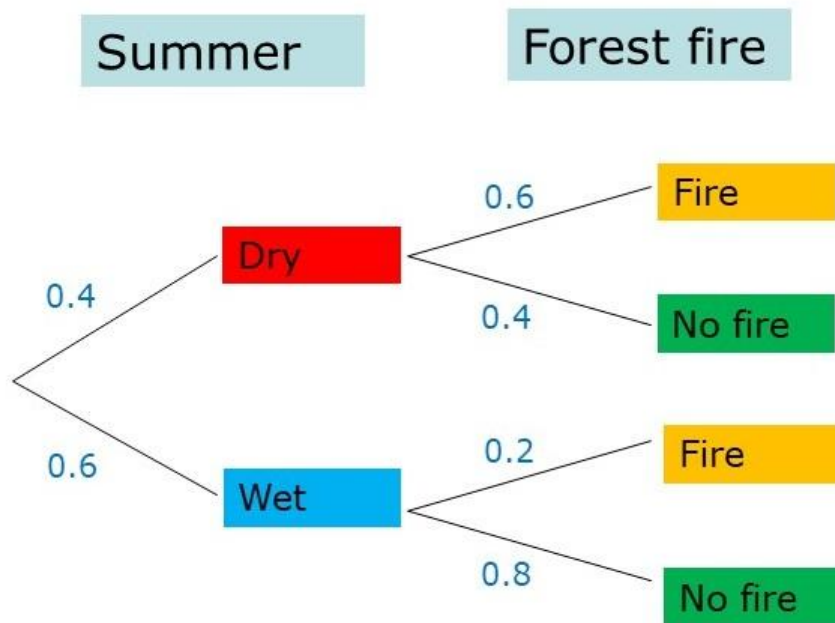 Summer
Forest fire
0.6
Fire
Dry
0.4
0.4
No fire
0.6
0.2
Fire
Wet
0.8
No fire